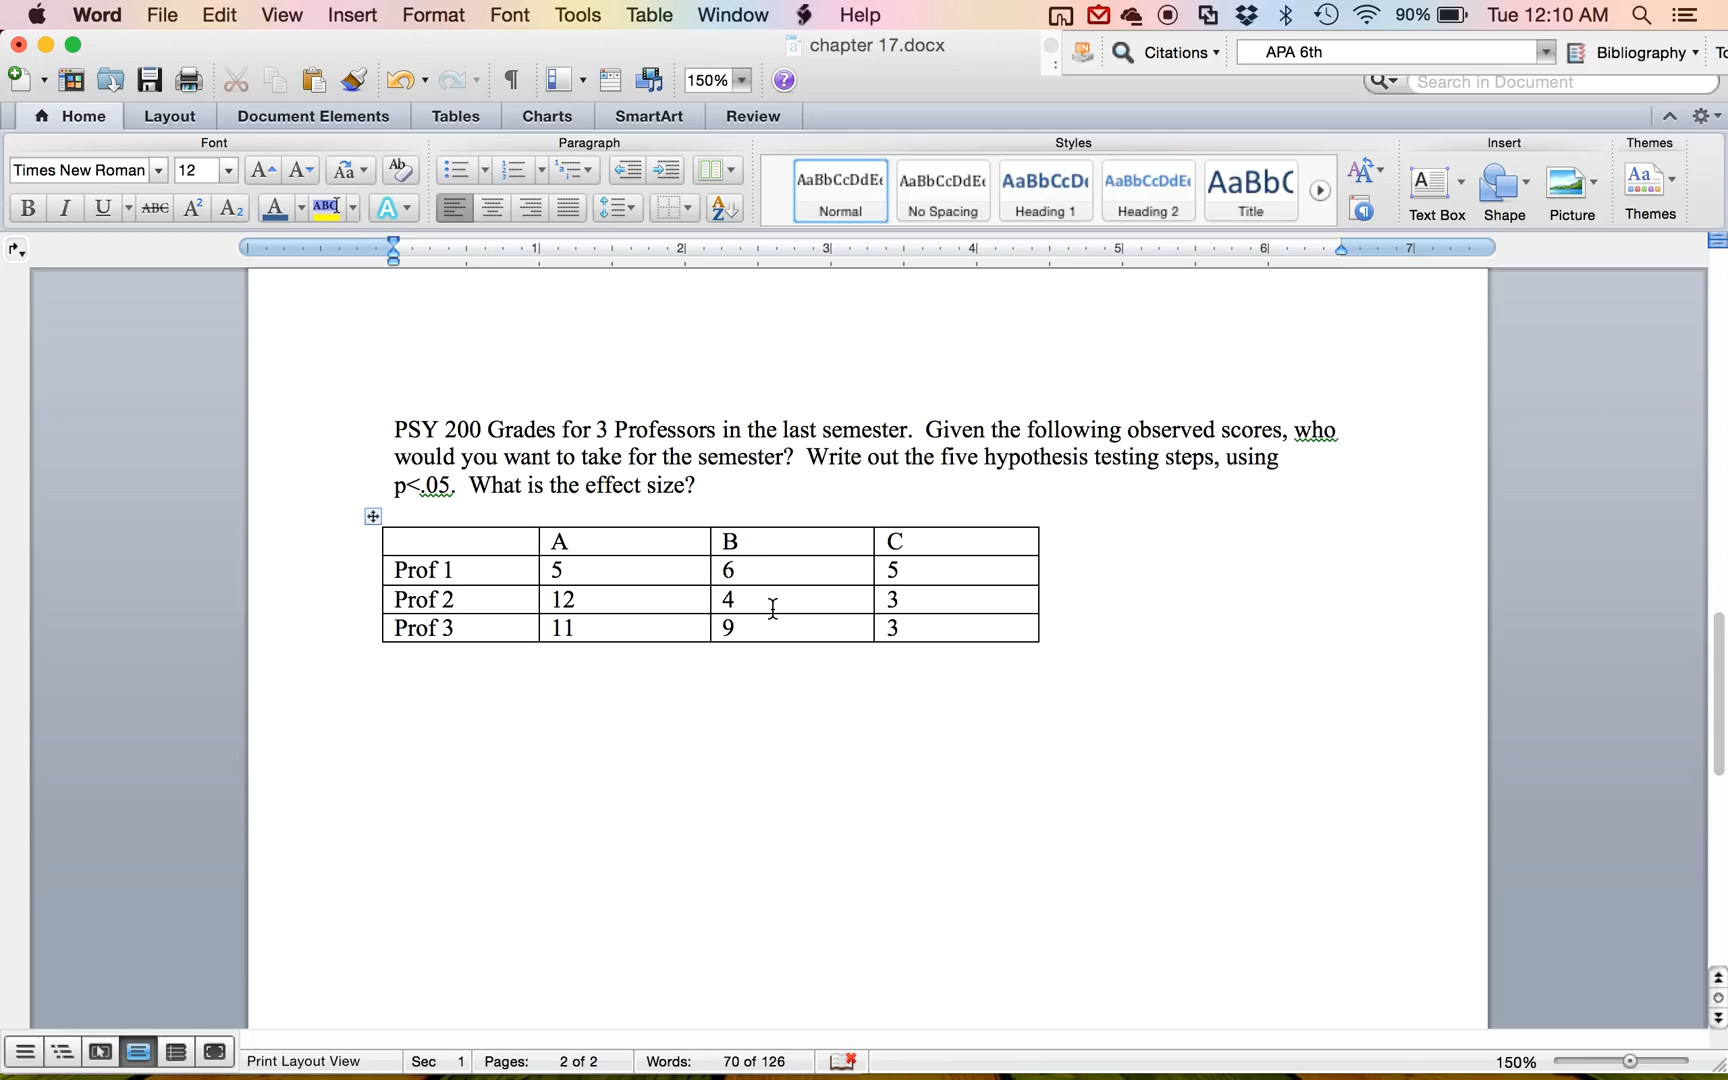 Word File Edit View Insert Format Font Tools Table Window Help 90% Tue 12:10 AM
chapter 17.docx
Citations APA 6th Bibliography To
150% Search in Document
Home Layout Document Elements Tables Charts SmartArt Review
Font Paragraph Styles Insert Themes
Times New Roman 12
AaBbCcDdEe AaBbCcDdEe AaBbCcDc AaBbCcDdEe AaBbC
Normal No Spacing Heading 1 Heading 2 Title
Text Box Shape Picture Themes
PSY 200 Grades for 3 Professors in the last semester.  Given the following observed scores, who
would you want to take for the semester?  Write out the five hypothesis testing steps, using
p<.05.  What is the effect size?
A B C
Prof 1 5 6 5
Prof 2 12 4 3
Prof 3 11 9 3
Print Layout View Sec 1 Pages: 2 of 2 Words: 70 of 126 150%